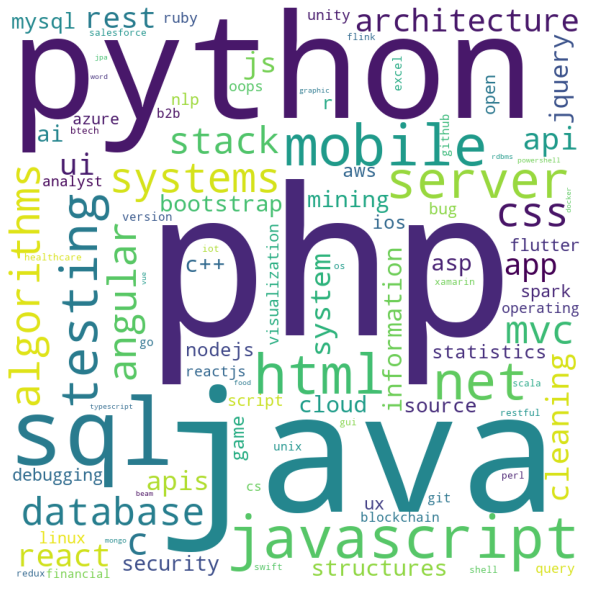 mysql
rest
ruby
salesforce
unity
flink
architecture
python
jpa
word
oops
js
excel
open
jquery
graphic
r
nlp
b2b
azure
btech
ai
stack
mobile
github
api
rdbms
powershell
ui
analyst
systems
aws
server
docker
algorithms
testing
bootstrap
mining
bug
css
version
ios
flutter
healthcare
angular
iot
c++
php
visualization
os
system
information
asp
xamarin
app
spark
operating
vue
go
nodejs
reactjs
mvc
statistics
html
net
scala
food
script
cloud
source
restful
cleaning
typescript
sql
java
game
gui
debugging
unix
perl
apis
cs
ux
git
beam
database
blockchain
linux
mongo
c
javascript
react
security
structures
query
redux
financial
swift
shell